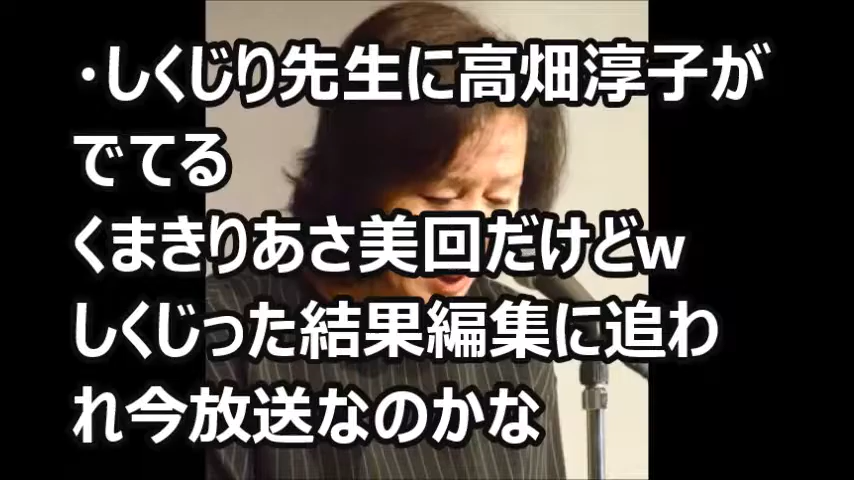 ・しくじり先生に高畑淳子が
でてる
くまきりあさ美回だけどw
しくじった結果編集に追わ
れ今放送なのかな